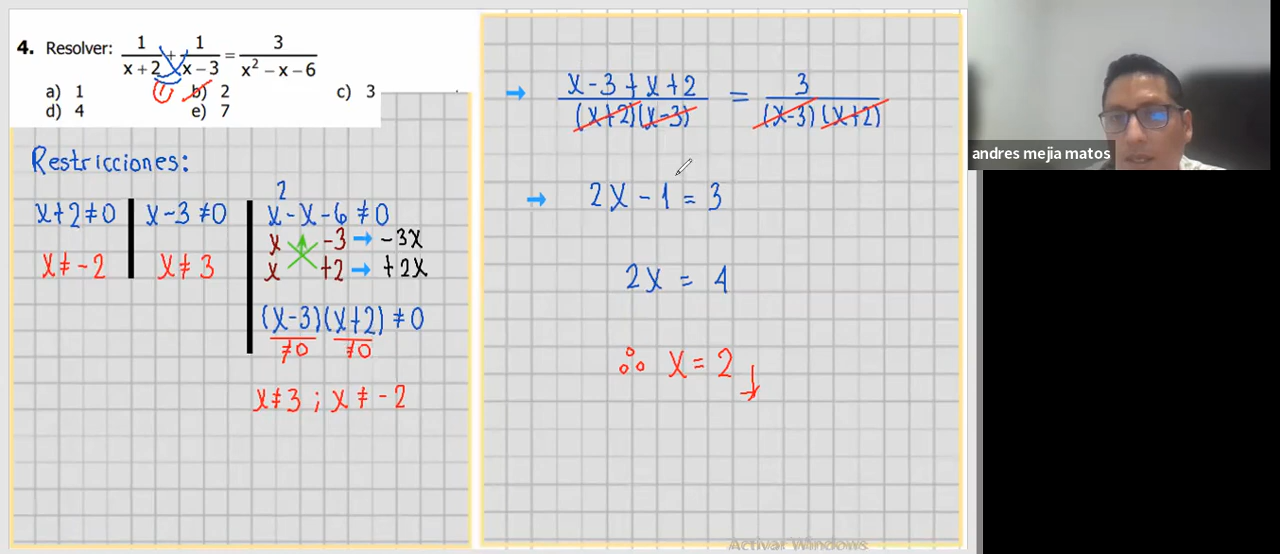 4. Resolver: 1/(x+2) + 1/(x−3) = 3/(x² − x − 6)
a) 1 b) 2 c) 3
d) 4 e) 7
Restricciones:
x+2≠0 | x-3≠0 | x²-x-6≠0
x -3 → -3x
x +2 → +2x
x≠-2 x≠3
(x-3)(x+2)≠0
≠0 ≠0
x≠3 ; x≠-2
→ (x-3+x+2)/((x+2)(x-3)) = 3/((x-3)(x+2))
→ 2x-1=3
2x = 4
∴ x=2
andres mejia matos
Activar Windows